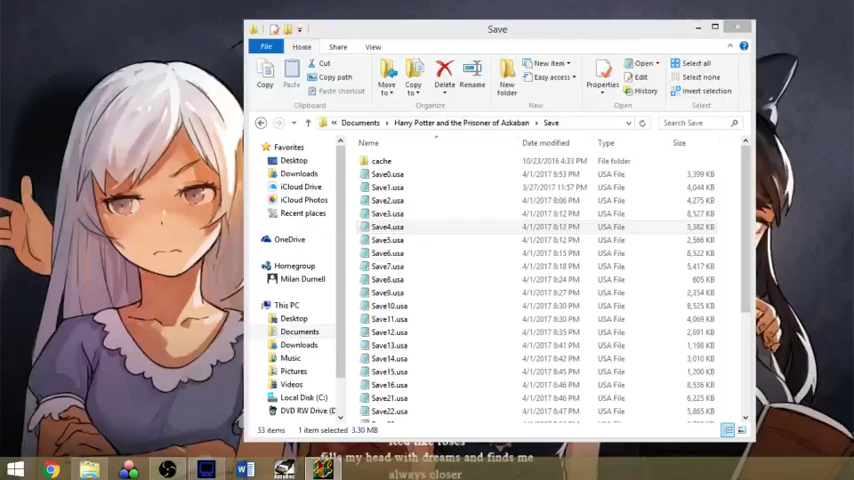 Save
File Home Share View
Copy
Paste
Cut
Copy path
Paste shortcut
Clipboard
Move to
Copy to
Delete
Rename
Organize
New folder
New item
Easy access
New
Properties
Open
Edit
History
Open
Select all
Select none
Invert selection
Select
« Documents › Harry Potter and the Prisoner of Azkaban › Save
Search Save
Name Date modified Type Size
Favorites
Desktop
Downloads
iCloud Drive
iCloud Photos
Recent places
OneDrive
Homegroup
Milan Durnell
This PC
Desktop
Documents
Downloads
Music
Pictures
Videos
Local Disk (C:)
DVD RW Drive (D
cache 10/23/2016 4:33 PM File folder
Save0.usa 4/1/2017 8:53 PM USA File 3,399 KB
Save1.usa 3/27/2017 11:57 PM USA File 4,044 KB
Save2.usa 4/1/2017 8:06 PM USA File 4,275 KB
Save3.usa 4/1/2017 8:12 PM USA File 8,527 KB
Save4.usa 4/1/2017 8:12 PM USA File 3,382 KB
Save5.usa 4/1/2017 8:12 PM USA File 2,566 KB
Save6.usa 4/1/2017 8:15 PM USA File 8,522 KB
Save7.usa 4/1/2017 8:18 PM USA File 5,417 KB
Save8.usa 4/1/2017 8:24 PM USA File 605 KB
Save9.usa 4/1/2017 8:27 PM USA File 2,354 KB
Save10.usa 4/1/2017 8:30 PM USA File 8,525 KB
Save11.usa 4/1/2017 8:30 PM USA File 4,069 KB
Save12.usa 4/1/2017 8:35 PM USA File 2,691 KB
Save13.usa 4/1/2017 8:41 PM USA File 1,198 KB
Save14.usa 4/1/2017 8:42 PM USA File 3,010 KB
Save15.usa 4/1/2017 8:42 PM USA File 1,200 KB
Save16.usa 4/1/2017 8:46 PM USA File 8,536 KB
Save21.usa 4/1/2017 8:46 PM USA File 6,225 KB
Save22.usa 4/1/2017 8:47 PM USA File 5,865 KB
33 items 1 item selected 3.30 MB
Red like roses
fills my head with dreams and finds me
always closer